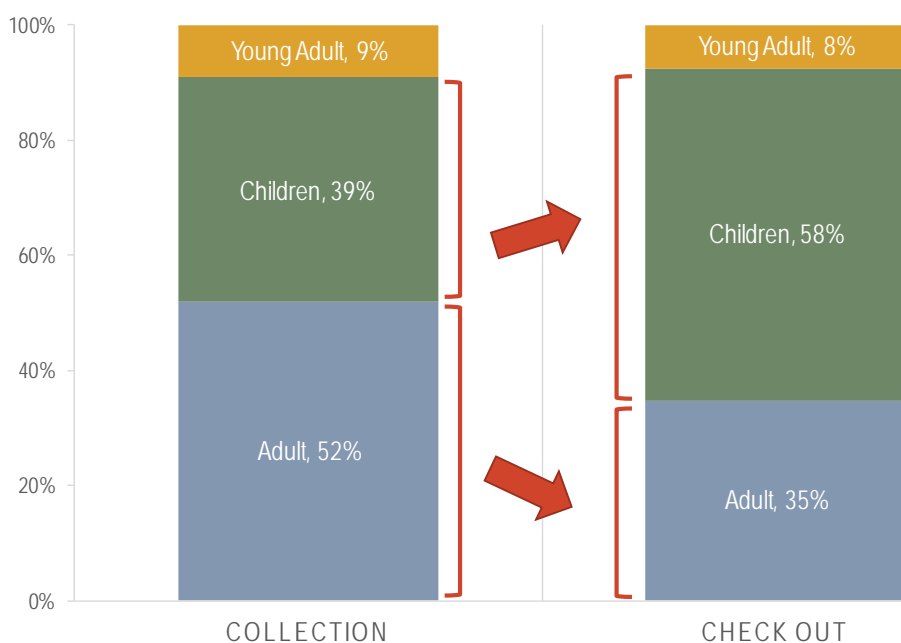 100%
80%
60%
40%
20%
0%
Young Adult, 9%
Children, 39%
Adult, 52%
Young Adult, 8%
Children, 58%
Adult, 35%
COLLECTION
CHECK OUT